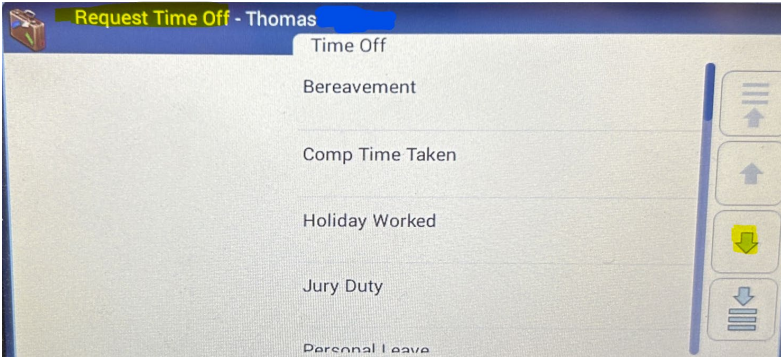 Request Time Off - Thomas
Time Off
Bereavement
Comp Time Taken
Holiday Worked
Jury Duty
Personal Leave